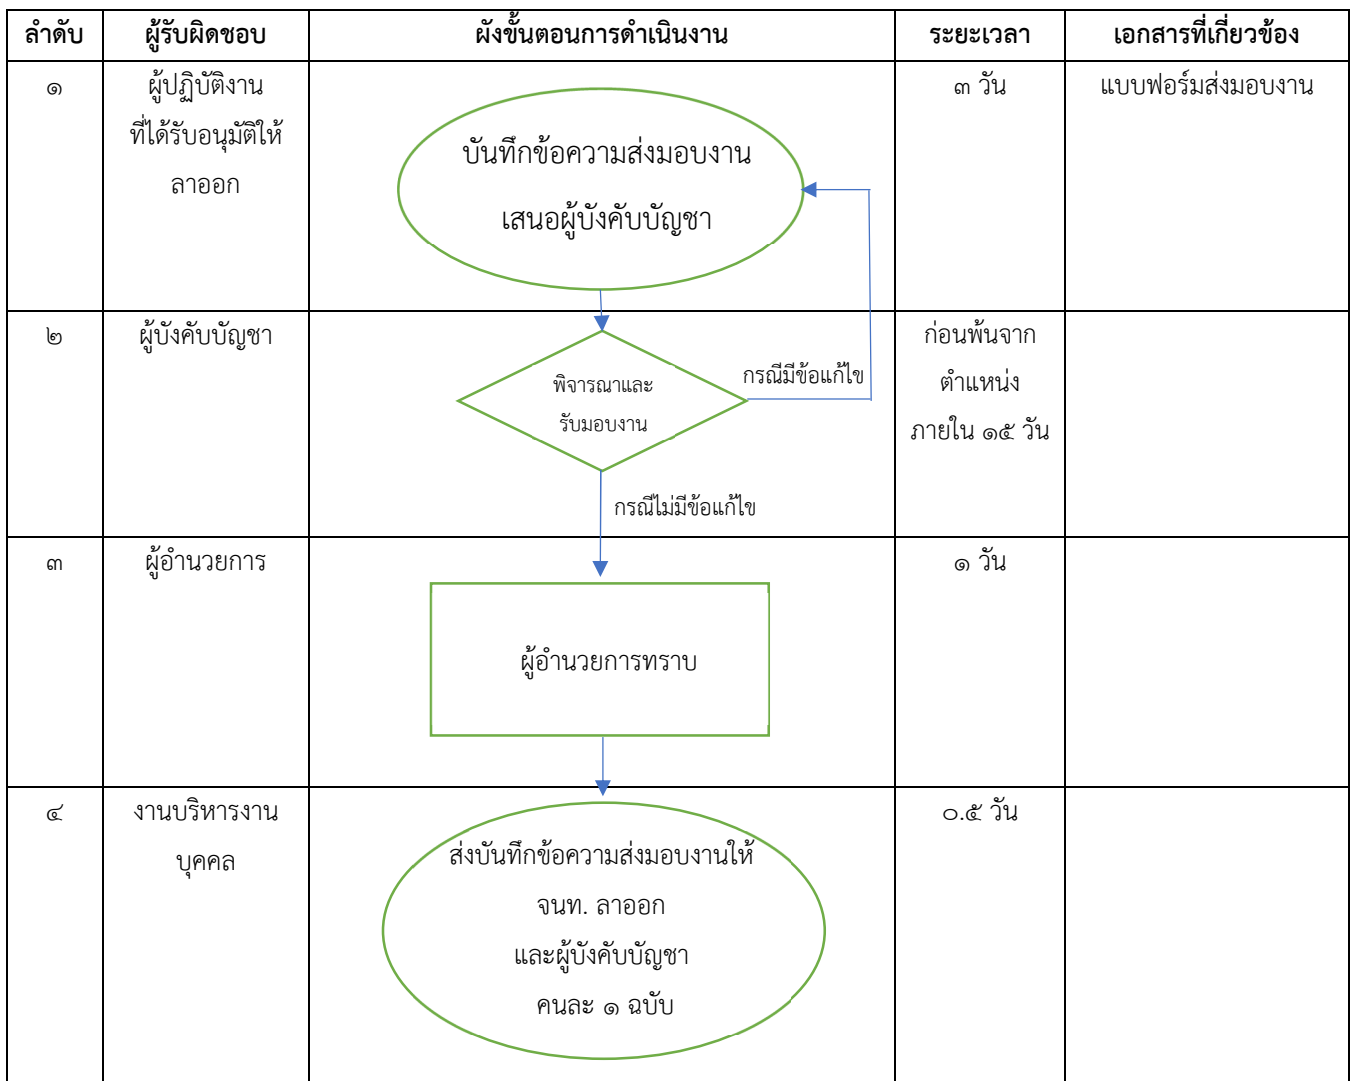 ลำดับ ผู้รับผิดชอบ ผังขั้นตอนการดำเนินงาน ระยะเวลา เอกสารที่เกี่ยวข้อง
๑ ผู้ปฏิบัติงาน ๓ วัน แบบฟอร์มส่งมอบงาน
ที่ได้รับอนุมัติให้
ลาออก
บันทึกข้อความส่งมอบงาน
เสนอผู้บังคับบัญชา
๒ ผู้บังคับบัญชา ก่อนพ้นจาก
ตำแหน่ง
ภายใน ๑๕ วัน
พิจารณาและ
รับมอบงาน
กรณีมีข้อแก้ไข
กรณีไม่มีข้อแก้ไข
๓ ผู้อำนวยการ ๑ วัน
ผู้อำนวยการทราบ
๔ งานบริหารงาน ๐.๕ วัน
บุคคล
ส่งบันทึกข้อความส่งมอบงานให้
จนท. ลาออก
และผู้บังคับบัญชา
คนละ ๑ ฉบับ